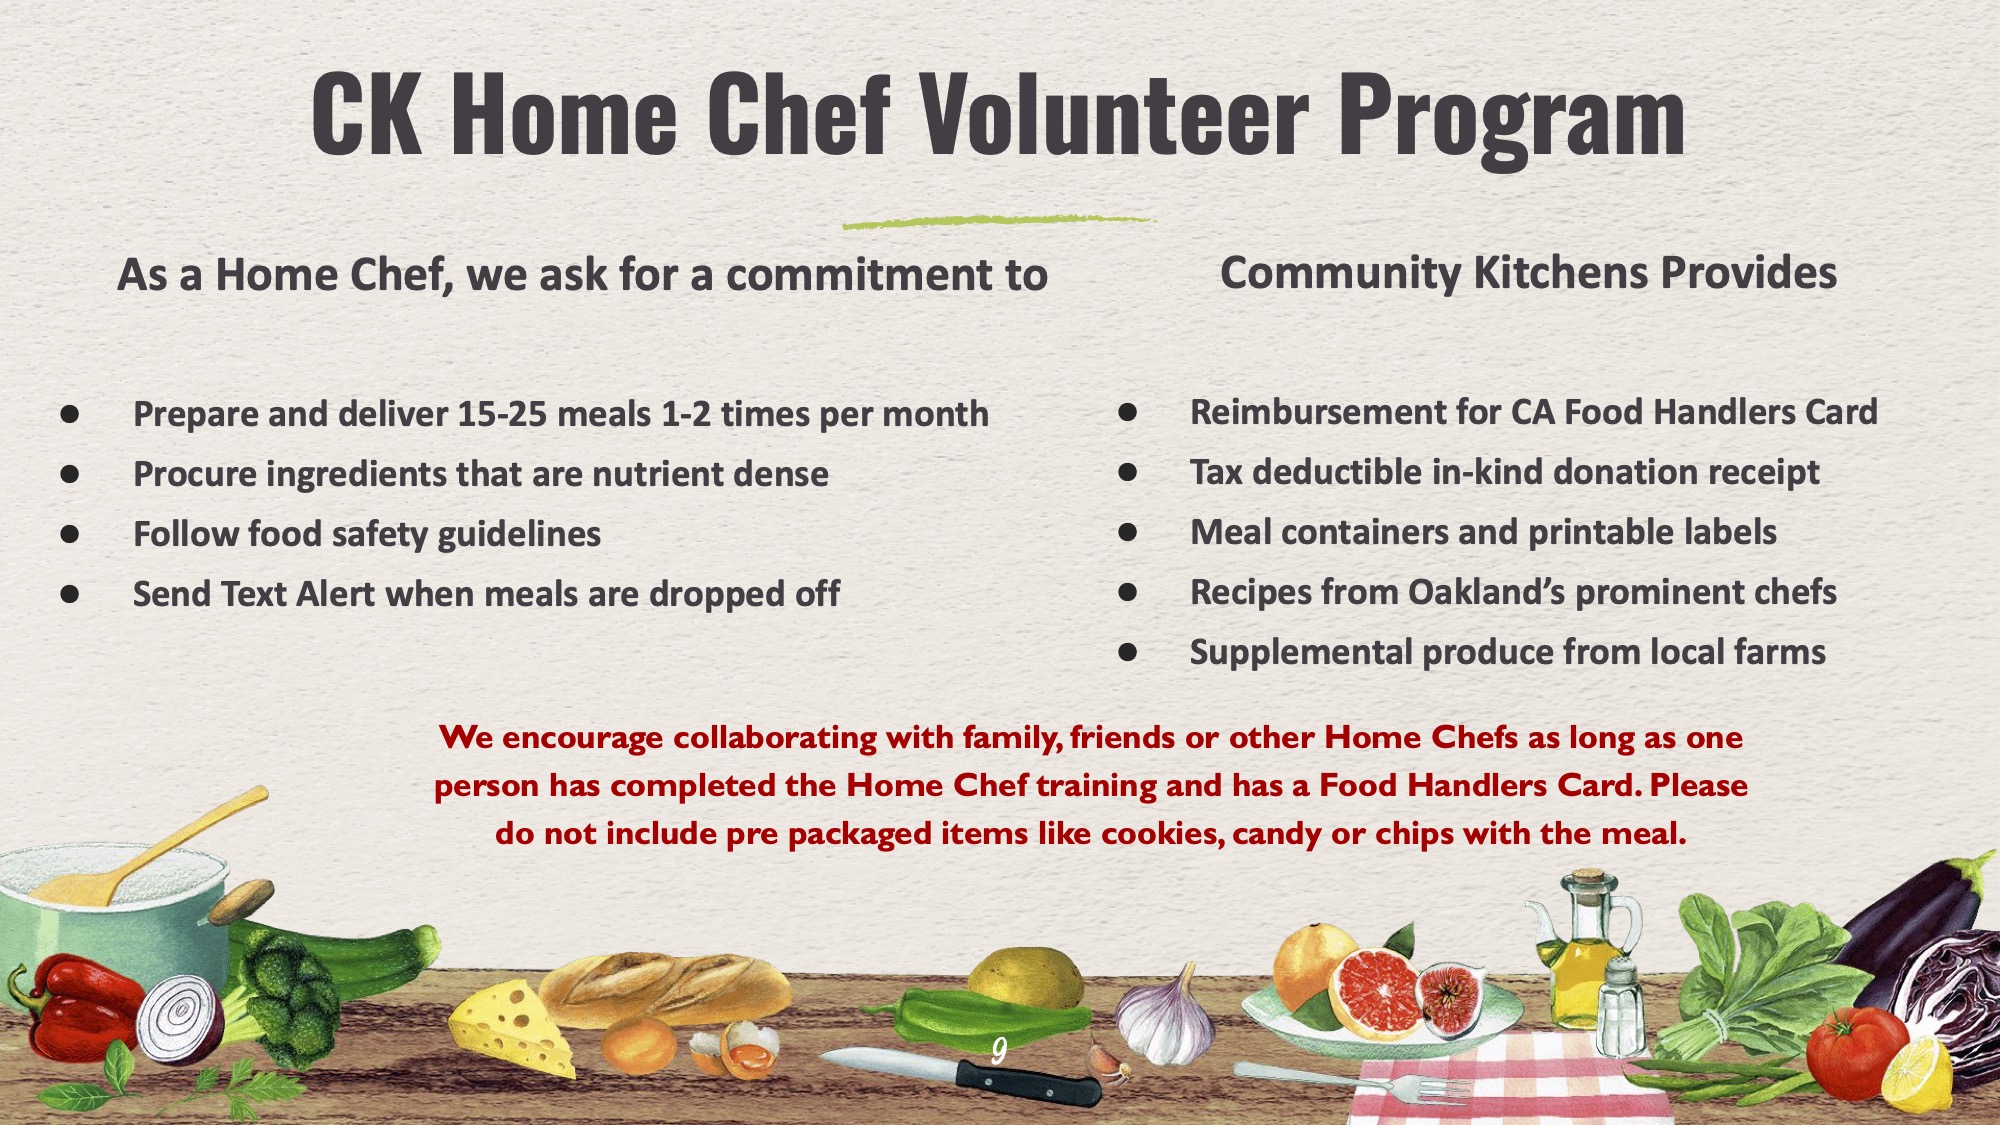 CK Home Chef Volunteer Program
As a Home Chef, we ask for a commitment to
● Prepare and deliver 15-25 meals 1-2 times per month
● Procure ingredients that are nutrient dense
● Follow food safety guidelines
● Send Text Alert when meals are dropped off
Community Kitchens Provides
● Reimbursement for CA Food Handlers Card
● Tax deductible in-kind donation receipt
● Meal containers and printable labels
● Recipes from Oakland’s prominent chefs
● Supplemental produce from local farms
We encourage collaborating with family, friends or other Home Chefs as long as one
person has completed the Home Chef training and has a Food Handlers Card. Please
do not include pre packaged items like cookies, candy or chips with the meal.
9